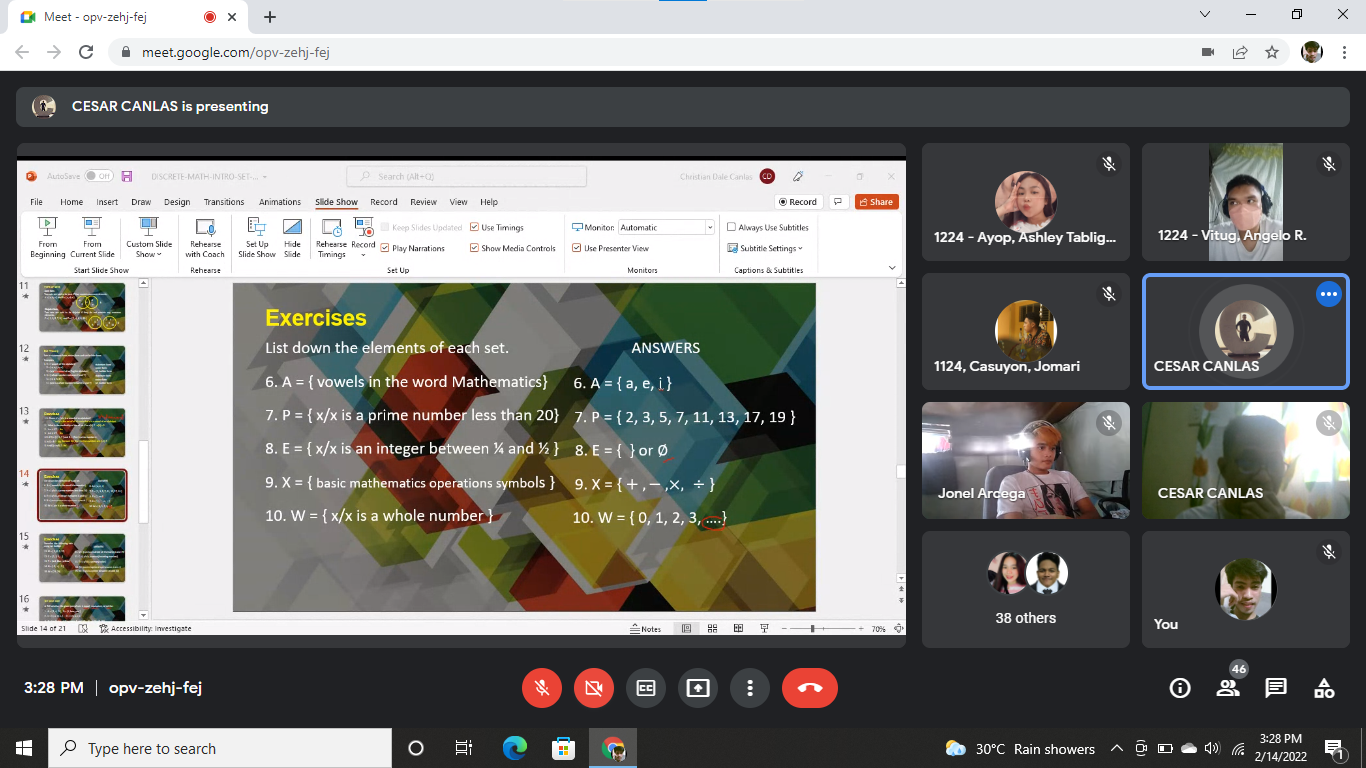 Meet - opv-zehj-fej
meet.google.com/opv-zehj-fej
CESAR CANLAS is presenting
AutoSave Off DISCRETE-MATH-INTRO-SET-... Search (Alt+Q) Christian Dale Canlas CD
File Home Insert Draw Design Transitions Animations Slide Show Record Review View Help Record Share
From Beginning
From Current Slide
Custom Slide Show
Start Slide Show
Rehearse with Coach
Rehearse
Set Up Slide Show
Hide Slide
Rehearse Timings
Record
Keep Slides Updated
Play Narrations
Use Timings
Show Media Controls
Set Up
Monitor: Automatic
Use Presenter View
Monitors
Always Use Subtitles
Subtitle Settings
Captions & Subtitles
11
12
13
14
15
16
Exercises
List down the elements of each set. ANSWERS
6. A = { vowels in the word Mathematics} 6. A = { a, e, i }
7. P = { x/x is a prime number less than 20} 7. P = { 2, 3, 5, 7, 11, 13, 17, 19 }
8. E = { x/x is an integer between ¼ and ½ } 8. E = { } or Ø
9. X = { basic mathematics operations symbols } 9. X = { + , − ,×, ÷ }
10. W = { x/x is a whole number } 10. W = { 0, 1, 2, 3, ....}
Slide 14 of 21 Accessibility: Investigate Notes 70%
1224 - Ayop, Ashley Tablig...
1224 - Vitug, Angelo R.
1124, Casuyon, Jomari
CESAR CANLAS
Jonel Arcega
CESAR CANLAS
38 others
You
3:28 PM | opv-zehj-fej
46
Type here to search
30°C Rain showers
3:28 PM
2/14/2022
1